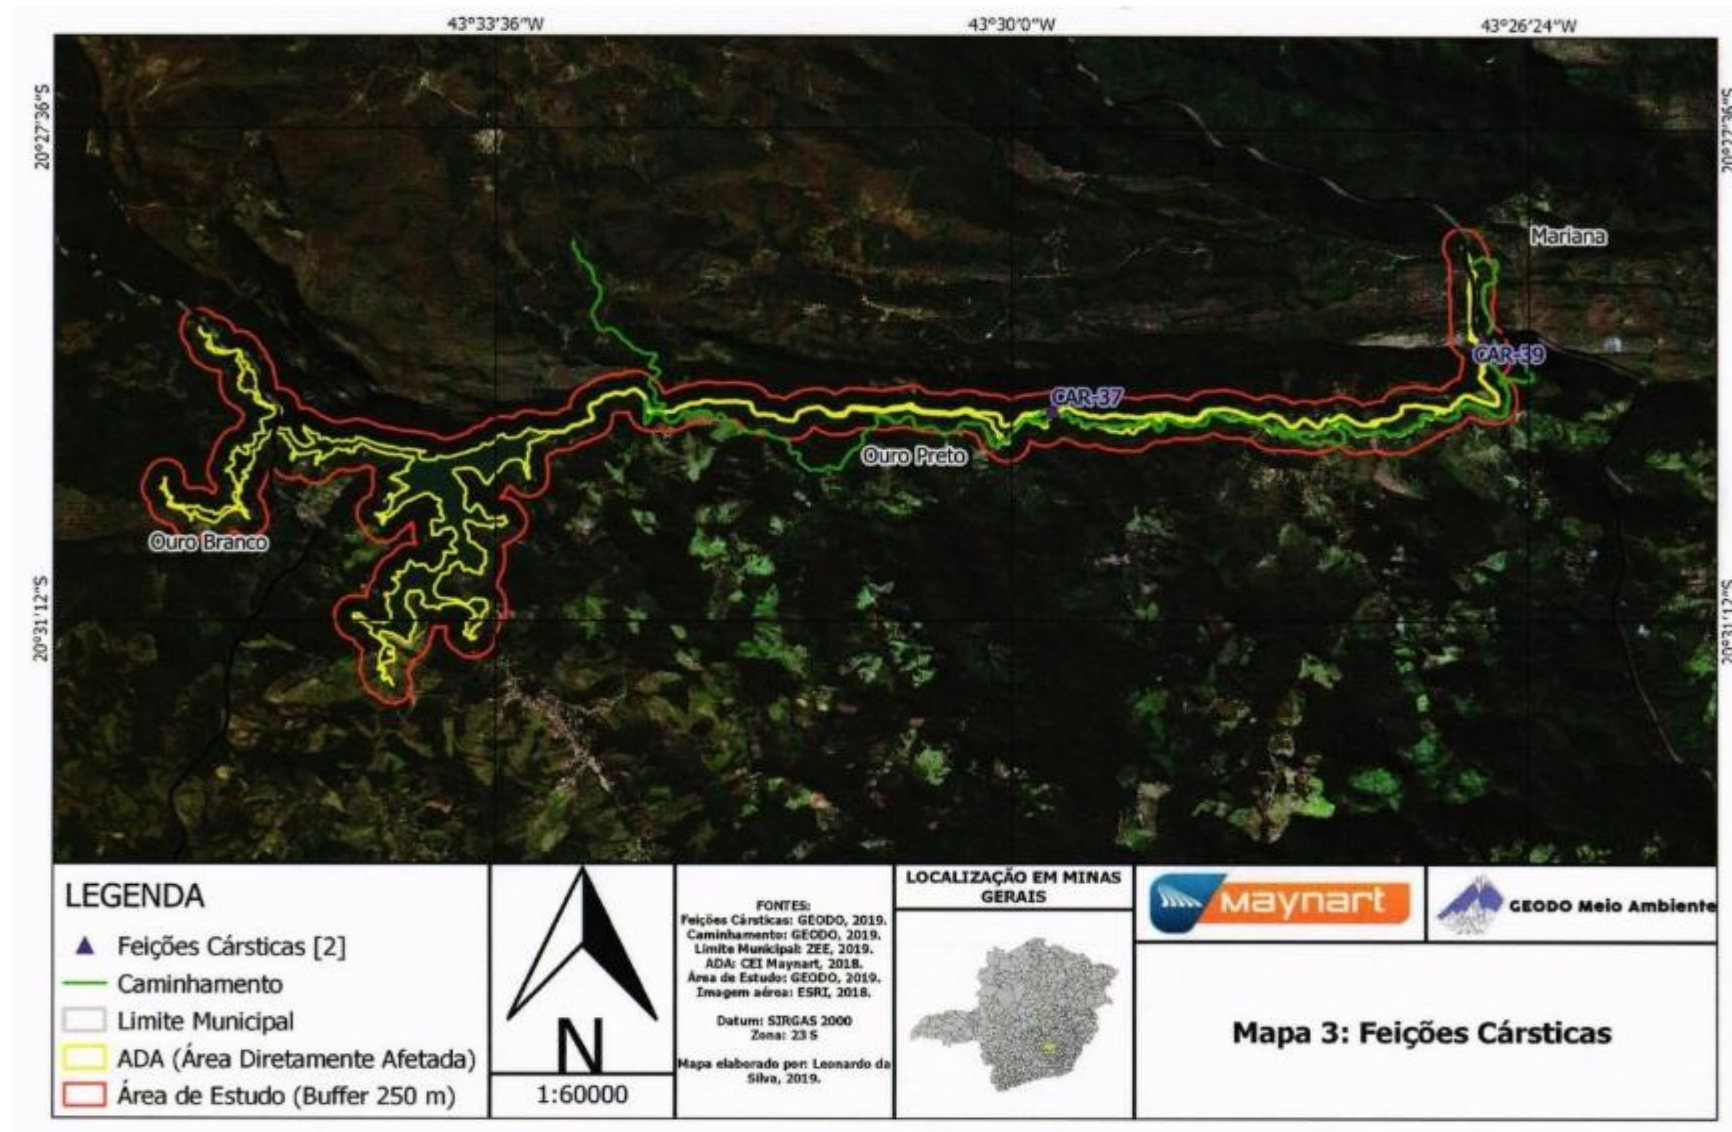 43°33'36"W
43°30'0"W
43°26'24"W
20°27'36"S
20°27'36"S
Mariana
CAR-39
CAR-37
Ouro Preto
Ouro Branco
20°31'12"S
20°31'12"S
LEGENDA
Feições Cársticas [2]
Caminhamento
Limite Municipal
ADA (Área Diretamente Afetada)
Área de Estudo (Buffer 250 m)
N
1:60000
FONTES:
Feições Cársticas: GEODO, 2019.
Caminhamento: GEODO, 2019.
Limite Municipal: ZEE, 2019.
ADA: CEI Maynart, 2018.
Área de Estudo: GEODO, 2019.
Imagem aérea: ESRI, 2018.
Datum: SIRGAS 2000
Zona: 23 S
Mapa elaborado por: Leonardo da
Silva, 2019.
LOCALIZAÇÃO EM MINAS
GERAIS
Maynart
GEODO Meio Ambiente
Mapa 3: Feições Cársticas